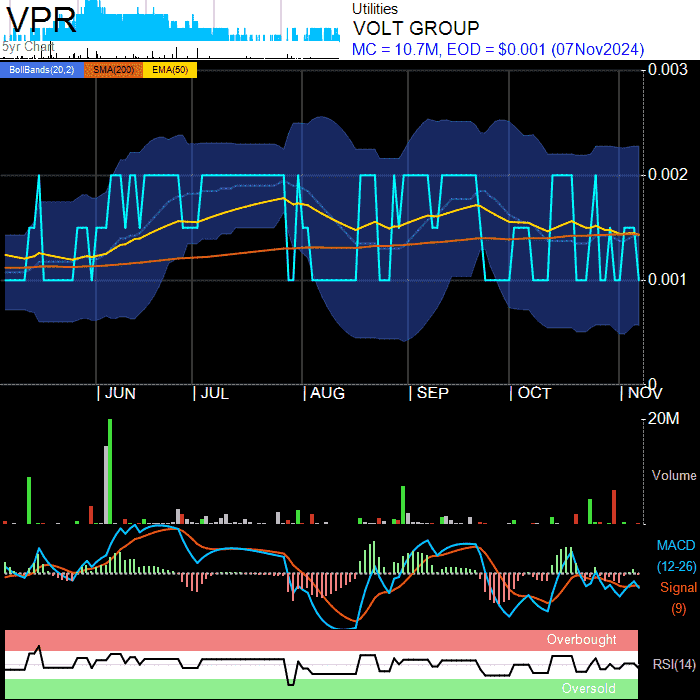 VPR
5yr Chart
Utilities
VOLT GROUP
MC = 10.7M, EOD = $0.001 (07Nov2024)
BollBands(20,2) SMA(200) EMA(50)
0.003
0.002
0.001
0
JUN JUL AUG SEP OCT NOV
20M
Volume
MACD
(12-26)
Signal
(9)
Overbought
RSI(14)
Oversold